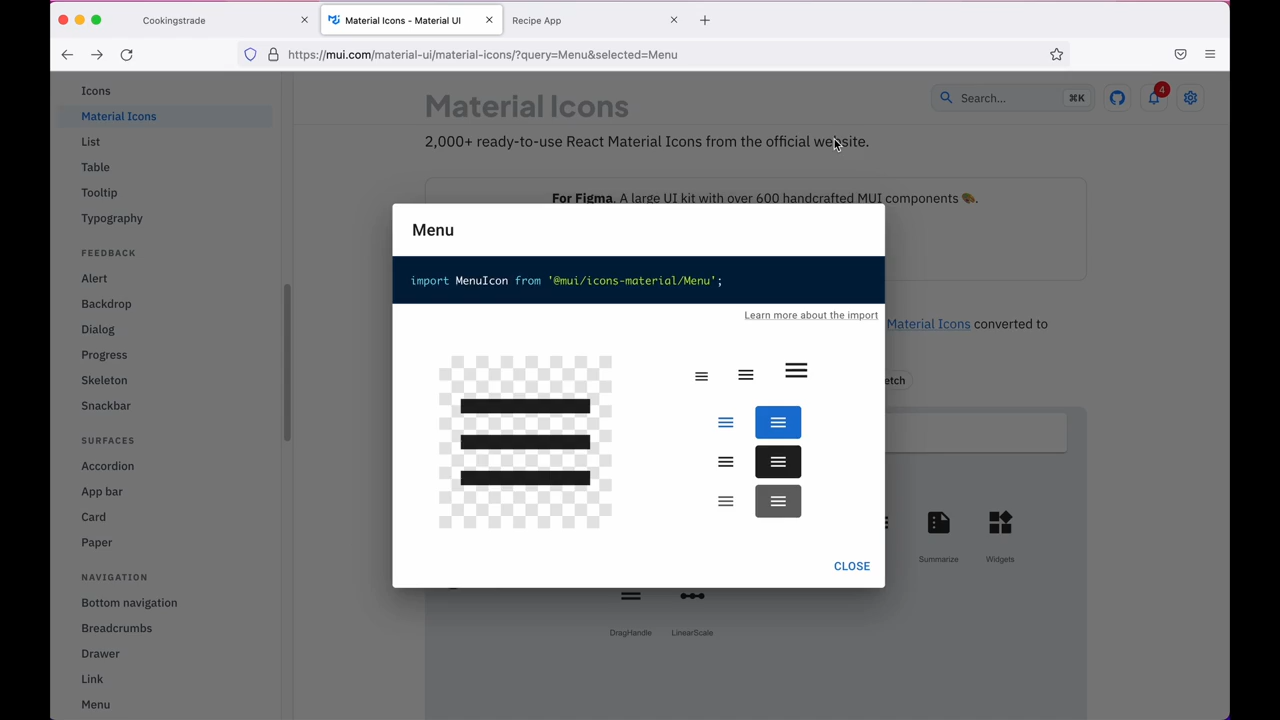 Cookingstrade
Material Icons - Material UI
Recipe App
https://mui.com/material-ui/material-icons/?query=Menu&selected=Menu
Icons
Material Icons
List
Table
Tooltip
Typography
FEEDBACK
Alert
Backdrop
Dialog
Progress
Skeleton
Snackbar
SURFACES
Accordion
App bar
Card
Paper
NAVIGATION
Bottom navigation
Breadcrumbs
Drawer
Link
Menu
Material Icons
Search...
⌘K
4
2,000+ ready-to-use React Material Icons from the official website.
For Figma. A large UI kit with over 600 handcrafted MUI components 🎨.
Menu
import MenuIcon from '@mui/icons-material/Menu';
Learn more about the import
Material Icons converted to
etch
CLOSE
Summarize
Widgets
DragHandle
LinearScale